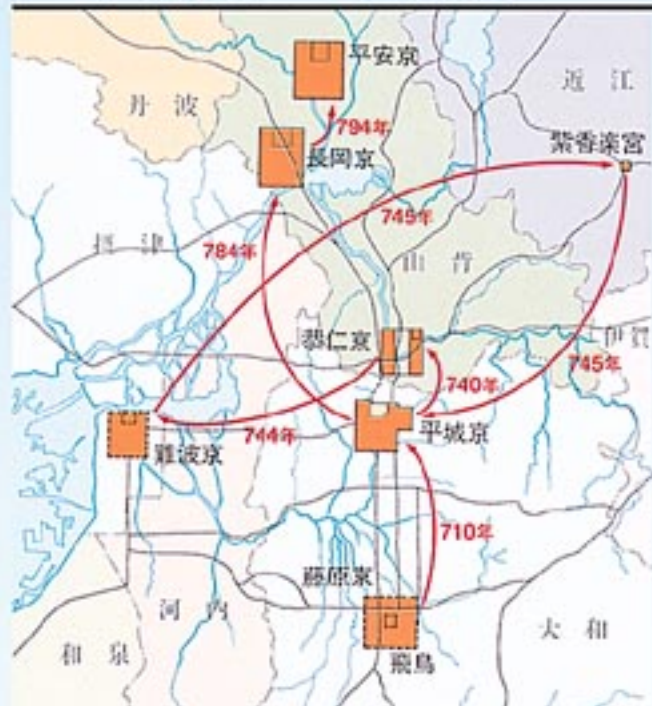 平安京
丹波
近江
794年
長岡京
紫香楽宮
745年
784年
摂津
山背
恭仁京
伊賀
740年
745年
744年
平城京
難波京
710年
藤原京
河内
大和
和泉
飛鳥